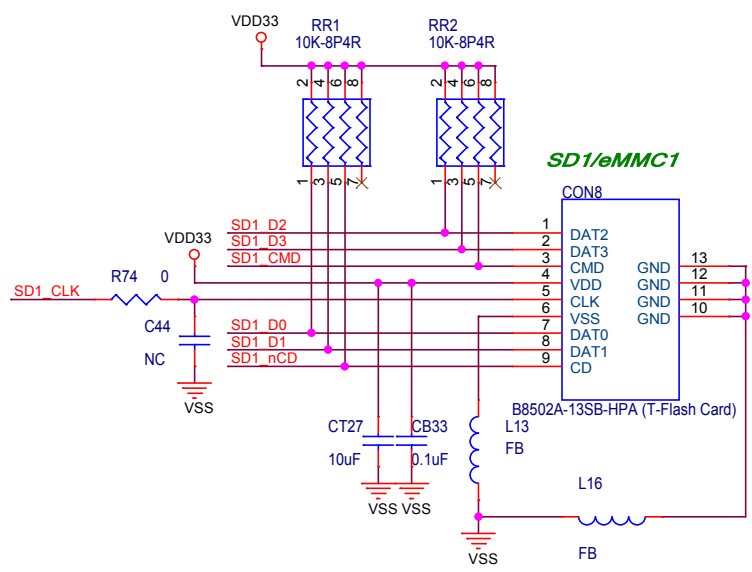 VDD33
RR1
10K-8P4R
RR2
10K-8P4R
2 4 6 8
2 4 6 8
1 3 5 7
1 3 5 7
SD1/eMMC1
CON8
SD1_D2
SD1_D3
SD1_CMD
VDD33
R74 0
SD1_CLK
C44
NC
VSS
SD1_D0
SD1_D1
SD1_nCD
1 DAT2
2 DAT3
3 CMD
4 VDD
5 CLK
6 VSS
7 DAT0
8 DAT1
9 CD
GND 13
GND 12
GND 11
GND 10
B8502A-13SB-HPA (T-Flash Card)
CT27
10uF
VSS
CB33
0.1uF
VSS
L13
FB
L16
FB
VSS